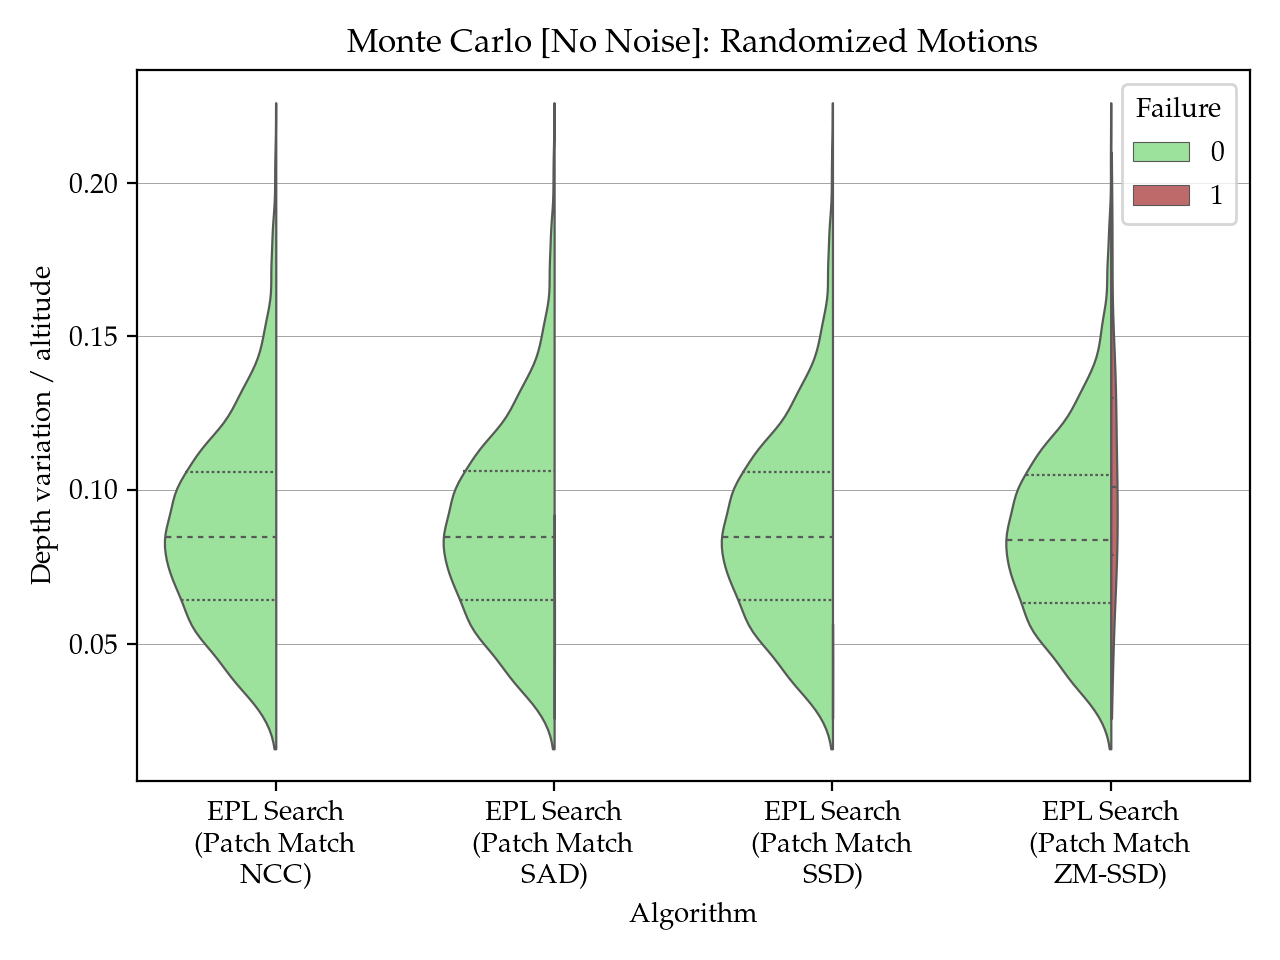 Monte Carlo [No Noise]: Randomized Motions
Failure
0
1
Depth variation / altitude
0.20
0.15
0.10
0.05
EPL Search
(Patch Match
NCC)
EPL Search
(Patch Match
SAD)
EPL Search
(Patch Match
SSD)
EPL Search
(Patch Match
ZM-SSD)
Algorithm